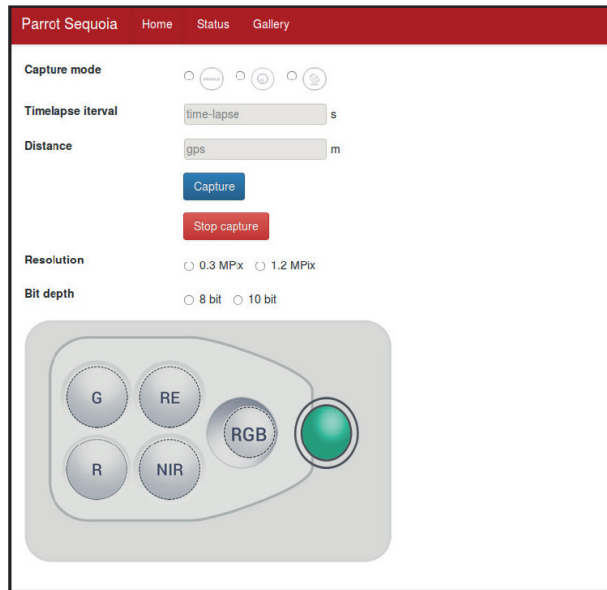 Parrot Sequoia Home Status Gallery
Capture mode
Timelapse iterval time-lapse s
Distance gps m
Capture
Stop capture
Resolution 0.3 MPix 1.2 MPix
Bit depth 8 bit 10 bit
G RE
RGB
R NIR